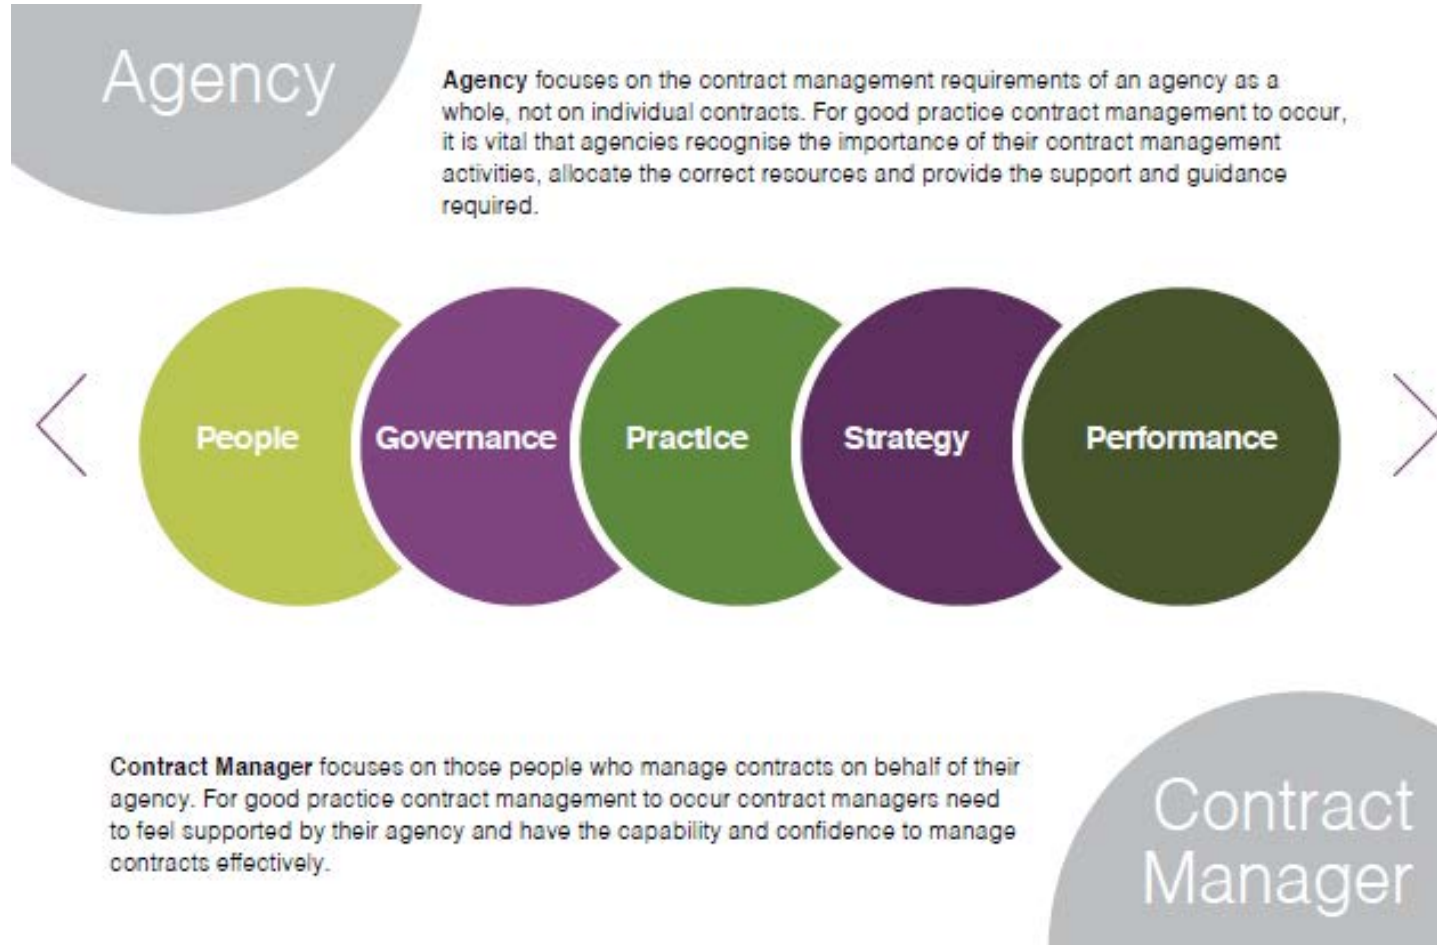 Agency
Agency focuses on the contract management requirements of an agency as a
whole, not on individual contracts. For good practice contract management to occur,
it is vital that agencies recognise the importance of their contract management
activities, allocate the correct resources and provide the support and guidance
required.
People
Governance
Practice
Strategy
Performance
Contract Manager focuses on those people who manage contracts on behalf of their
agency. For good practice contract management to occur contract managers need
to feel supported by their agency and have the capability and confidence to manage
contracts effectively.
Contract
Manager